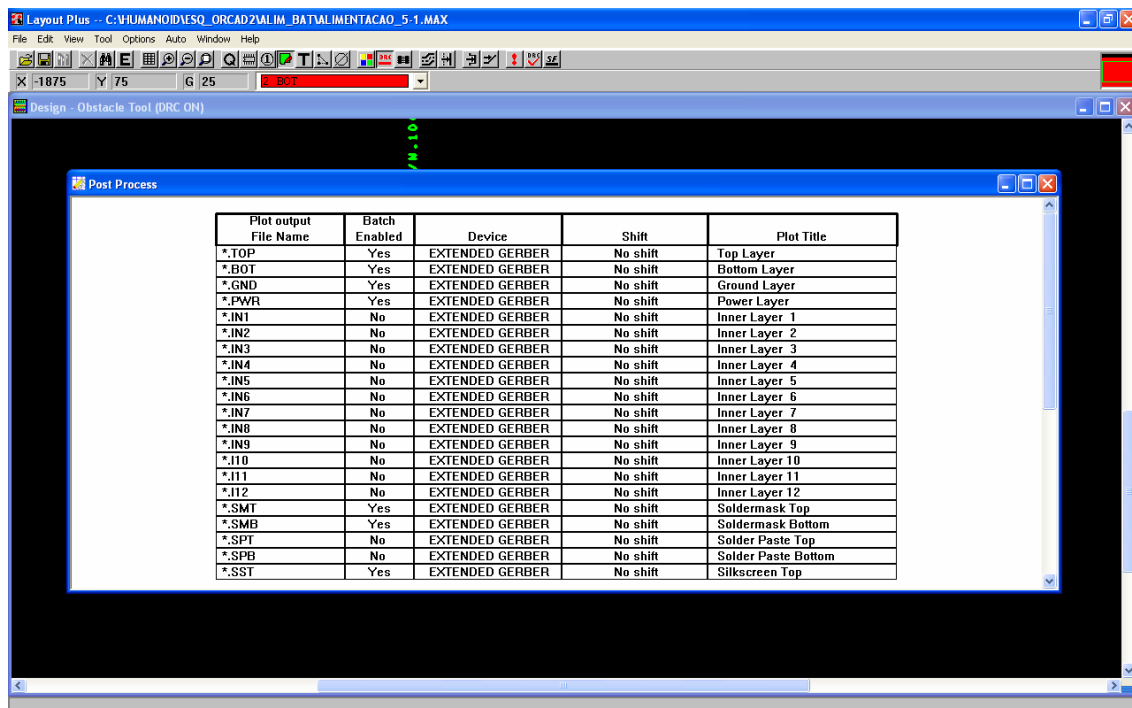 Layout Plus -- C:\HUMANOID\ESQ_ORCAD2\ALIM_BAT\ALIMENTACAO_5-1.MAX
File Edit View Tool Options Auto Window Help
X -1875 Y 75 G 25 2 BOT
Design - Obstacle Tool (DRC ON)
Post Process
Plot output File Name Batch Enabled Device Shift Plot Title
*.TOP Yes EXTENDED GERBER No shift Top Layer
*.BOT Yes EXTENDED GERBER No shift Bottom Layer
*.GND Yes EXTENDED GERBER No shift Ground Layer
*.PWR Yes EXTENDED GERBER No shift Power Layer
*.IN1 No EXTENDED GERBER No shift Inner Layer 1
*.IN2 No EXTENDED GERBER No shift Inner Layer 2
*.IN3 No EXTENDED GERBER No shift Inner Layer 3
*.IN4 No EXTENDED GERBER No shift Inner Layer 4
*.IN5 No EXTENDED GERBER No shift Inner Layer 5
*.IN6 No EXTENDED GERBER No shift Inner Layer 6
*.IN7 No EXTENDED GERBER No shift Inner Layer 7
*.IN8 No EXTENDED GERBER No shift Inner Layer 8
*.IN9 No EXTENDED GERBER No shift Inner Layer 9
*.I10 No EXTENDED GERBER No shift Inner Layer 10
*.I11 No EXTENDED GERBER No shift Inner Layer 11
*.I12 No EXTENDED GERBER No shift Inner Layer 12
*.SMT Yes EXTENDED GERBER No shift Soldermask Top
*.SMB Yes EXTENDED GERBER No shift Soldermask Bottom
*.SPT No EXTENDED GERBER No shift Solder Paste Top
*.SPB No EXTENDED GERBER No shift Solder Paste Bottom
*.SST Yes EXTENDED GERBER No shift Silkscreen Top